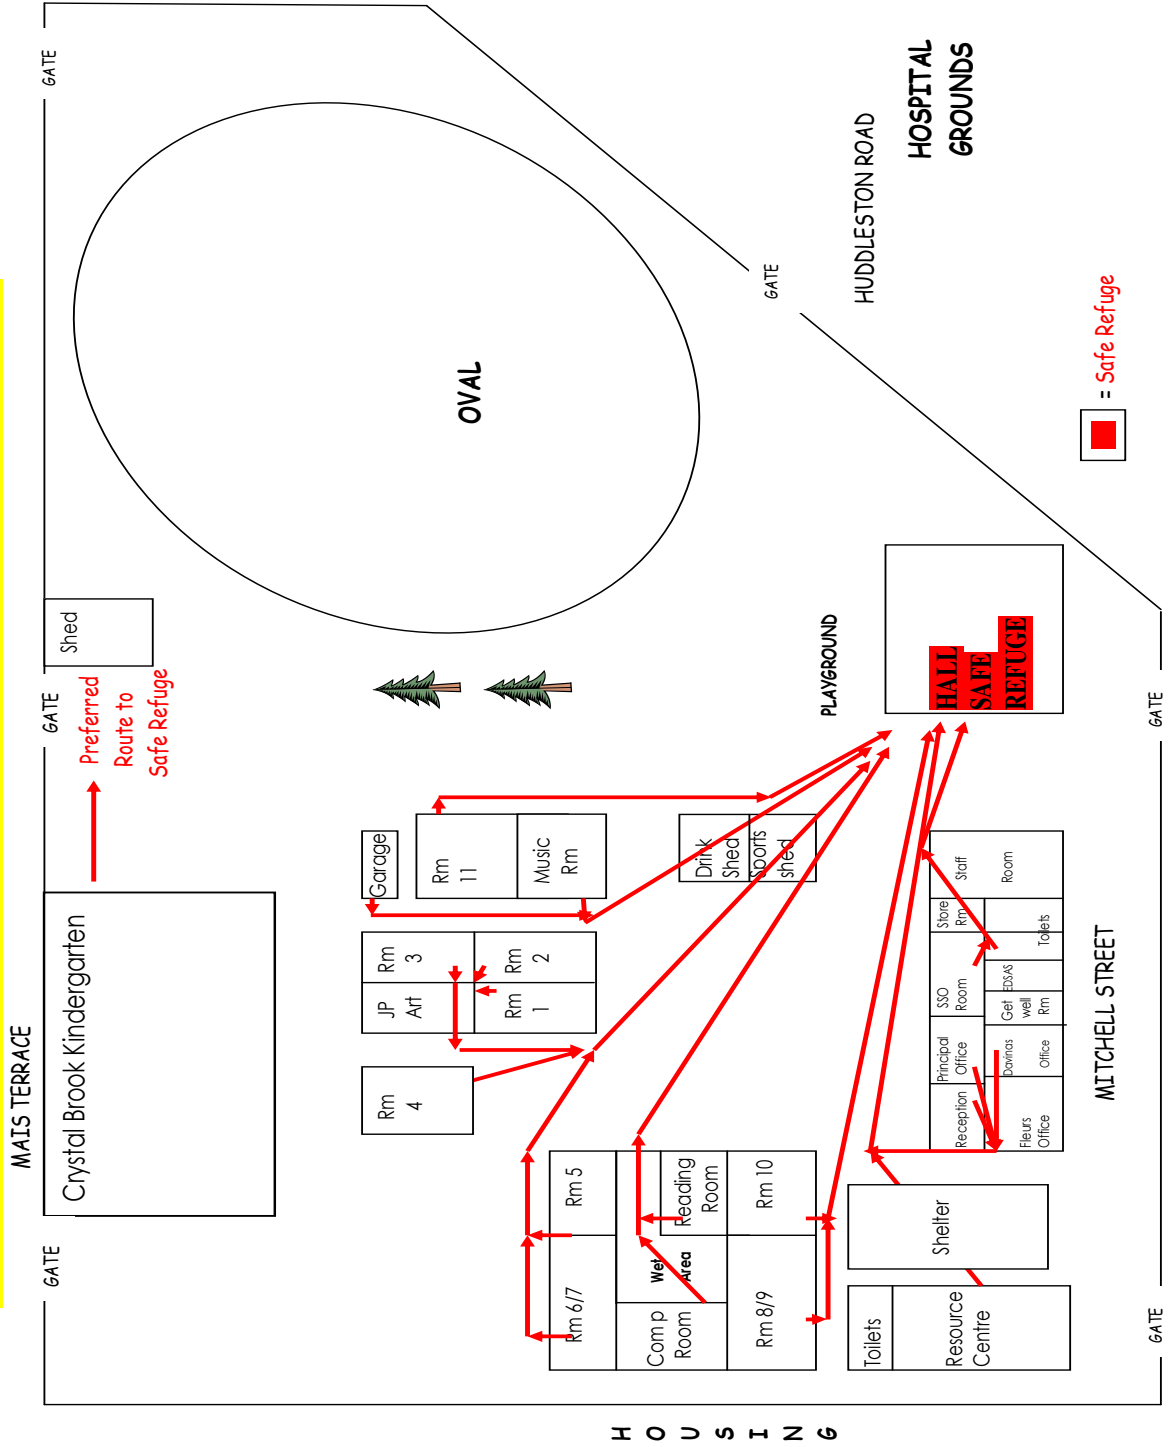 MAIS TERRACE
GATE
GATE
GATE
Crystal Brook Kindergarten
Preferred
Route to
Safe Refuge
Shed
OVAL
GATE
HUDDLESTON ROAD
HOSPITAL
GROUNDS
= Safe Refuge
Garage
Rm
11
Music
Rm
Drink
Shed
Sports
shed
PLAYGROUND
HALL
SAFE
REFUGE
Rm
3
JP
Art
Rm
2
Rm
1
Rm
4
Rm 5
Rm 6/7
Wet
Area
Reading
Room
Rm 10
Comp
Room
Rm 8/9
Shelter
Toilets
Resource
Centre
Reception
Principal
Office
SSO
Room
Store
Rm
Staff
Room
Fleurs
Office
Davinas
Office
Get
well
Rm
EDSAS
Toilets
MITCHELL STREET
GATE
GATE
H
O
U
S
I
N
G